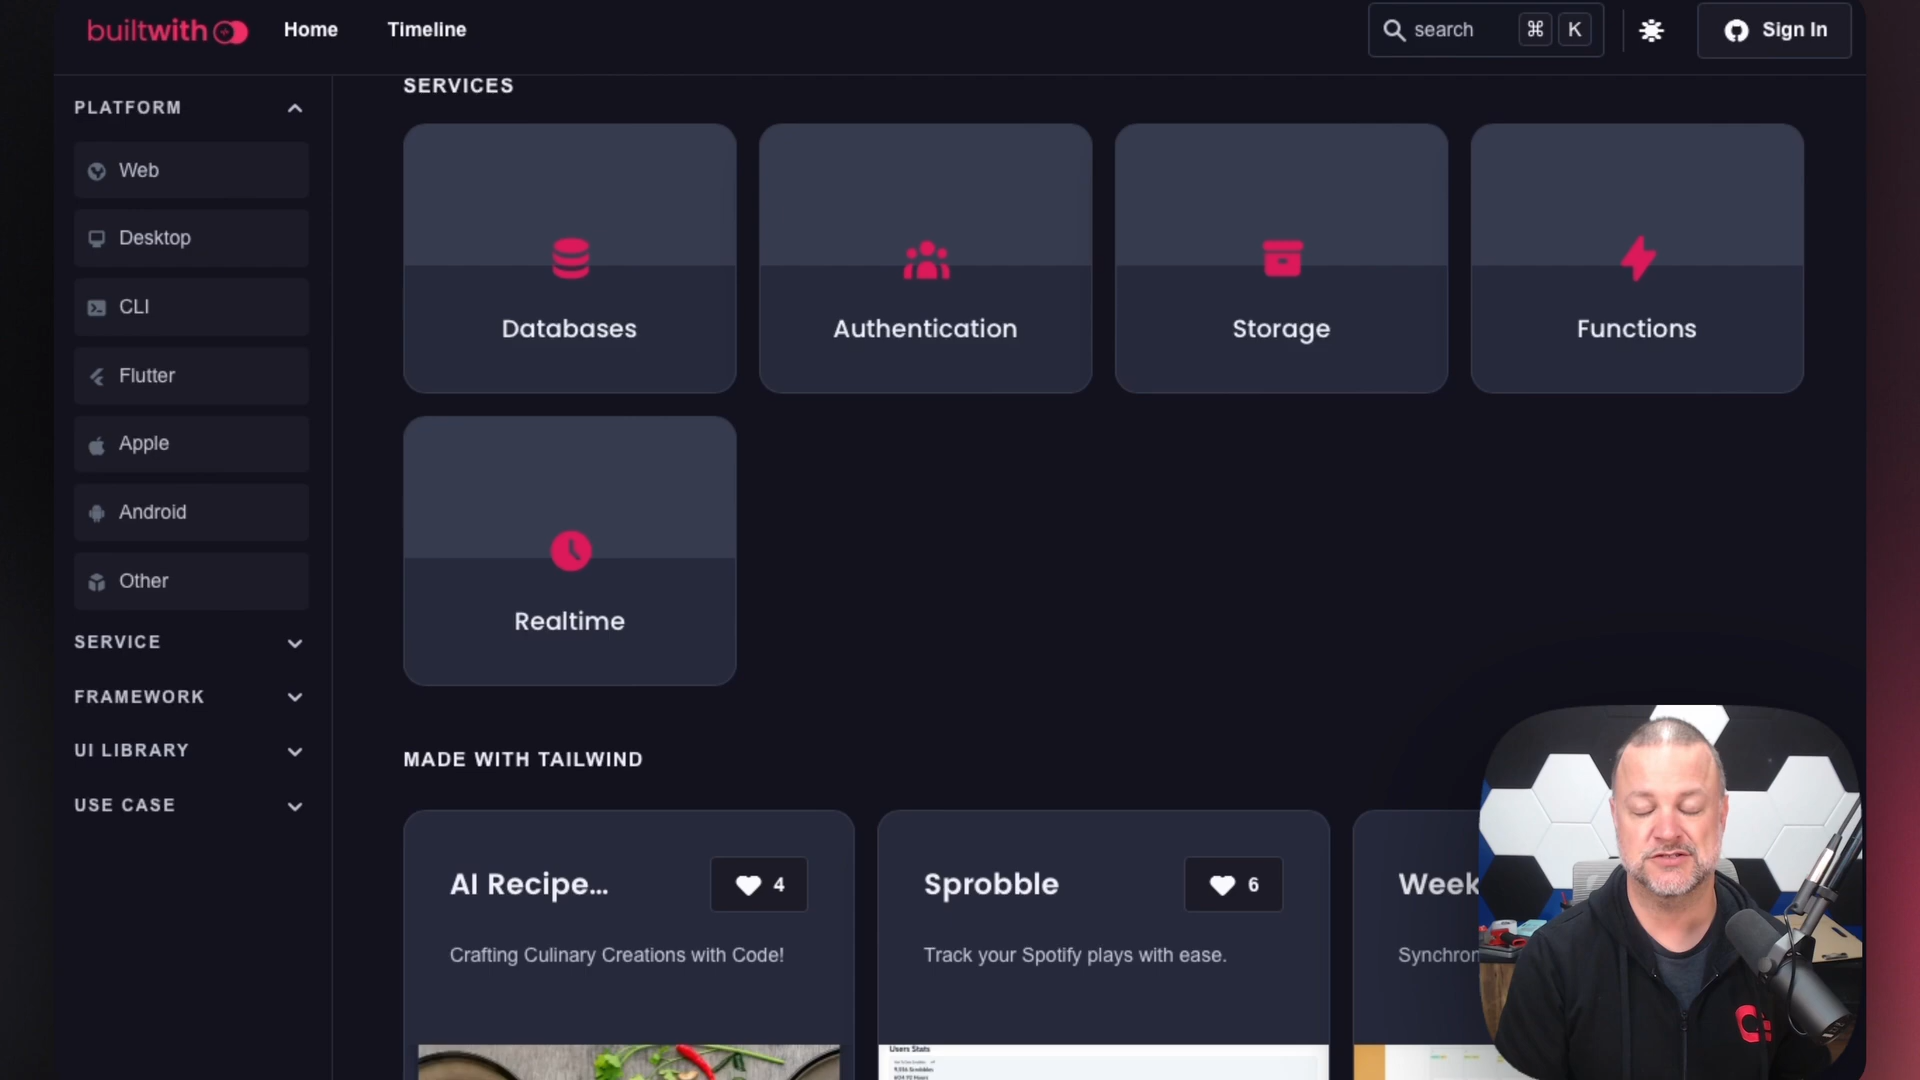 builtwith
Home
Timeline
search
⌘ K
Sign In
PLATFORM
Web
Desktop
CLI
Flutter
Apple
Android
Other
SERVICE
FRAMEWORK
UI LIBRARY
USE CASE
SERVICES
Databases
Authentication
Storage
Functions
Realtime
MADE WITH TAILWIND
AI Recipe...
4
Crafting Culinary Creations with Code!
Sprobble
6
Track your Spotify plays with ease.
Users Stats
Week
Synchron